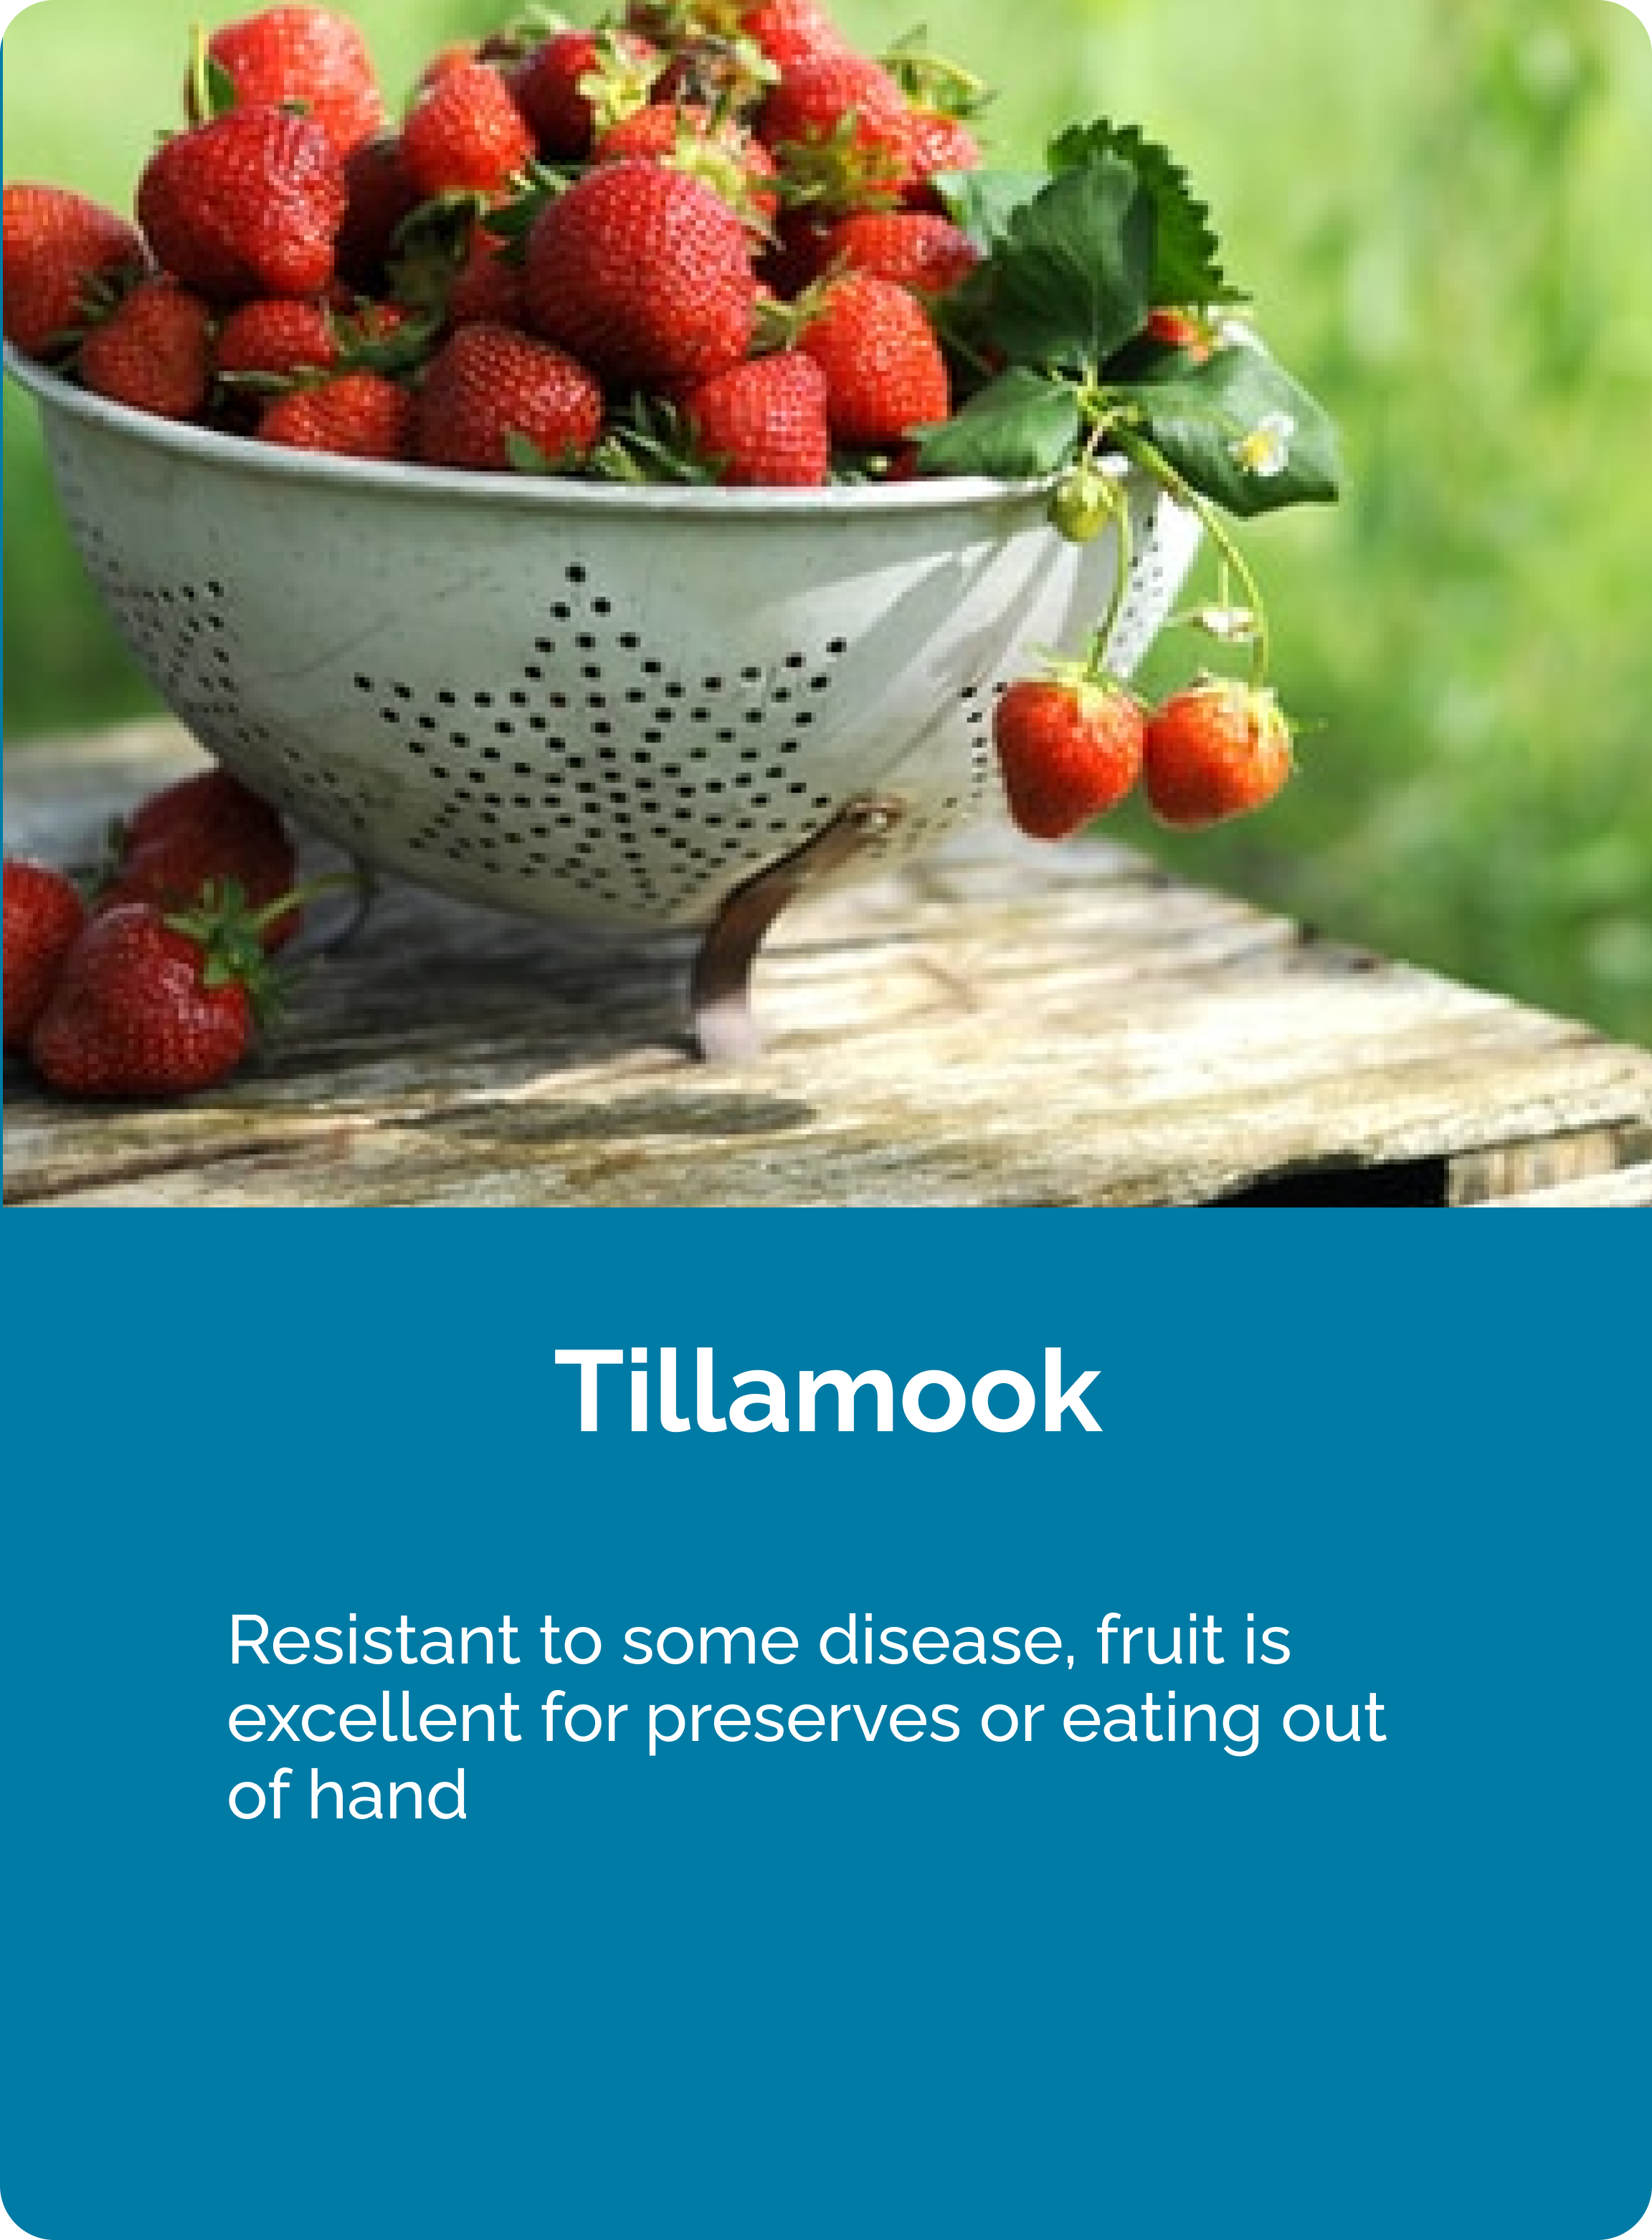 Tillamook
Resistant to some disease, fruit is
excellent for preserves or eating out
of hand